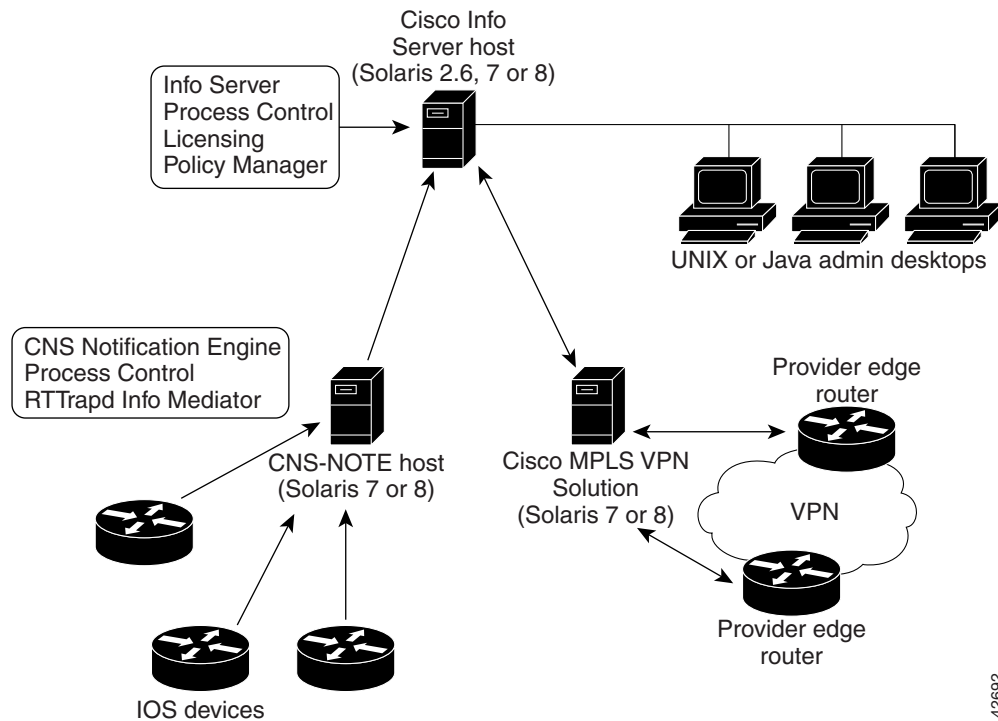 Cisco Info
Server host
(Solaris 2.6, 7 or 8)
Info Server
Process Control
Licensing
Policy Manager
UNIX or Java admin desktops
CNS Notification Engine
Process Control
RTTrapd Info Mediator
CNS-NOTE host
(Solaris 7 or 8)
Cisco MPLS VPN
Solution
(Solaris 7 or 8)
Provider edge
router
VPN
Provider edge
router
IOS devices
42692